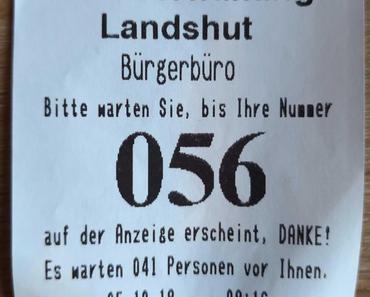 Landshut
Bürgerbüro
Bitte warten Sie, bis Ihre Nummer
056
auf der Anzeige erscheint, DANKE!
Es warten 041 Personen vor Ihnen.